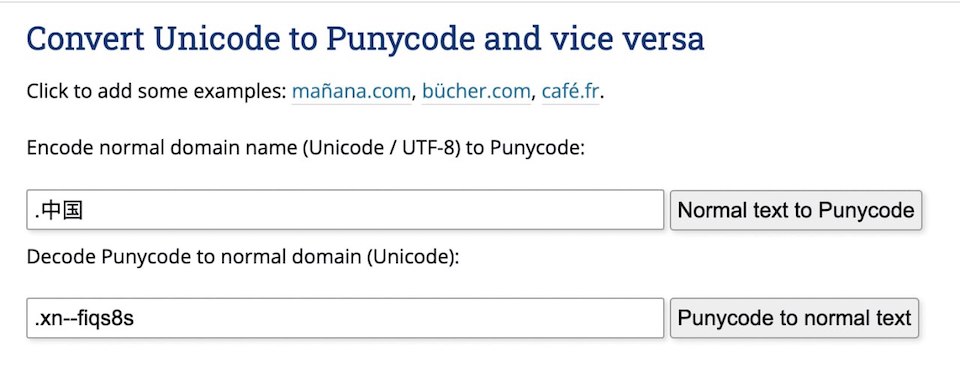 Convert Unicode to Punycode and vice versa
Click to add some examples: mañana.com, bücher.com, café.fr.
Encode normal domain name (Unicode / UTF-8) to Punycode:
.中国 Normal text to Punycode
Decode Punycode to normal domain (Unicode):
.xn--fiqs8s Punycode to normal text